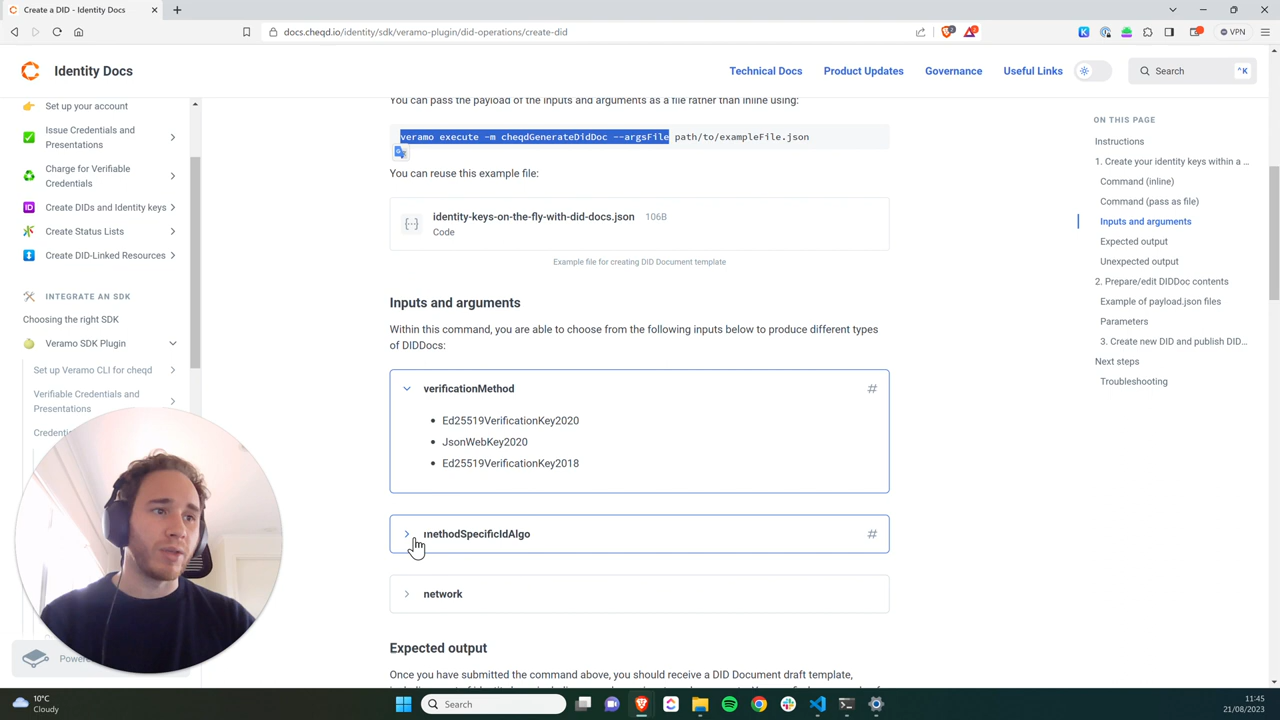 Create a DID - Identity Docs
docs.cheqd.io/identity/sdk/veramo-plugin/did-operations/create-did
VPN
Identity Docs
Technical Docs
Product Updates
Governance
Useful Links
Search
^K
Set up your account
Issue Credentials and
Presentations
Charge for Verifiable
Credentials
Create DIDs and Identity keys
Create Status Lists
Create DID-Linked Resources
INTEGRATE AN SDK
Choosing the right SDK
Veramo SDK Plugin
Set up Veramo CLI for cheqd
Verifiable Credentials and
Presentations
Credenti
Powe
You can pass the payload of the inputs and arguments as a file rather than inline using:
veramo execute -m cheqdGenerateDidDoc --argsFile path/to/exampleFile.json
You can reuse this example file:
identity-keys-on-the-fly-with-did-docs.json 106B
Code
Example file for creating DID Document template
Inputs and arguments
Within this command, you are able to choose from the following inputs below to produce different types
of DIDDocs:
verificationMethod
#
• Ed25519VerificationKey2020
• JsonWebKey2020
• Ed25519VerificationKey2018
methodSpecificIdAlgo
#
network
Expected output
Once you have submitted the command above, you should receive a DID Document draft template,
ON THIS PAGE
Instructions
1. Create your identity keys within a ...
Command (inline)
Command (pass as file)
Inputs and arguments
Expected output
Unexpected output
2. Prepare/edit DIDDoc contents
Example of payload.json files
Parameters
3. Create new DID and publish DID...
Next steps
Troubleshooting
10°C
Cloudy
Search
11:45
21/08/2023